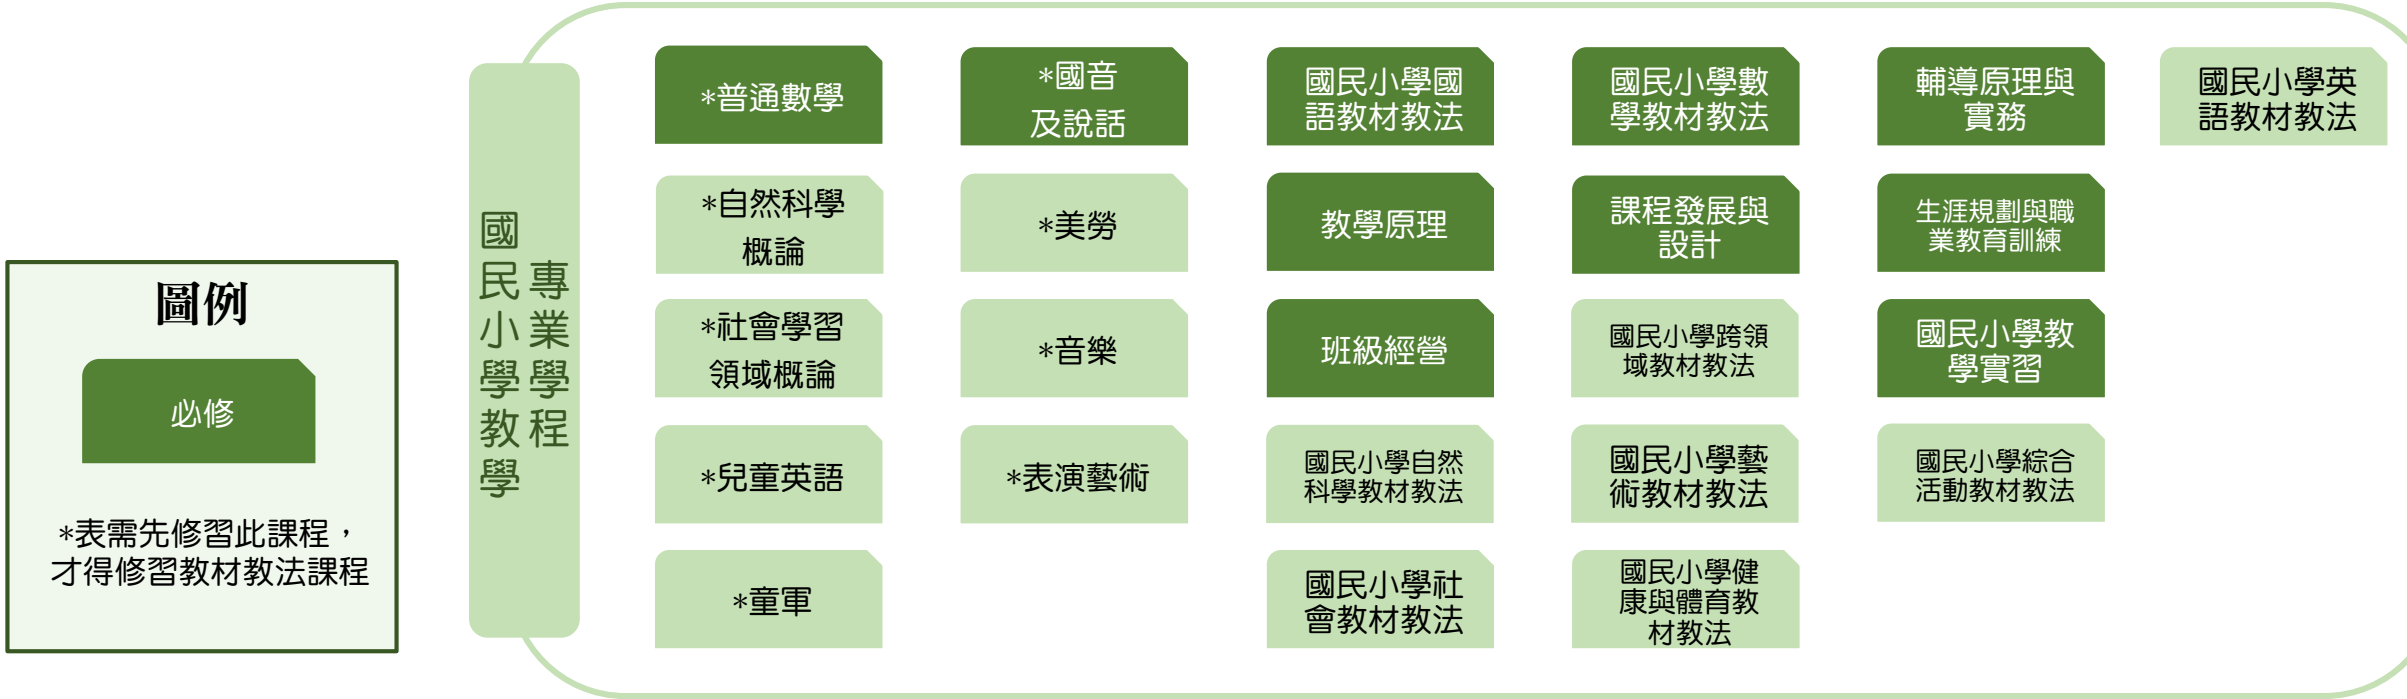 圖例
必修
*表需先修習此課程，
才得修習教材教法課程
國民小學教學
專業學程
*普通數學
*國音
及說話
國民小學國
語教材教法
國民小學數
學教材教法
輔導原理與
實務
國民小學英
語教材教法
*自然科學
概論
*美勞
教學原理
課程發展與
設計
生涯規劃與職
業教育訓練
*社會學習
領域概論
*音樂
班級經營
國民小學跨領
域教材教法
國民小學教
學實習
*兒童英語
*表演藝術
國民小學自然
科學教材教法
國民小學藝
術教材教法
國民小學綜合
活動教材教法
*童軍
國民小學社
會教材教法
國民小學健
康與體育教
材教法